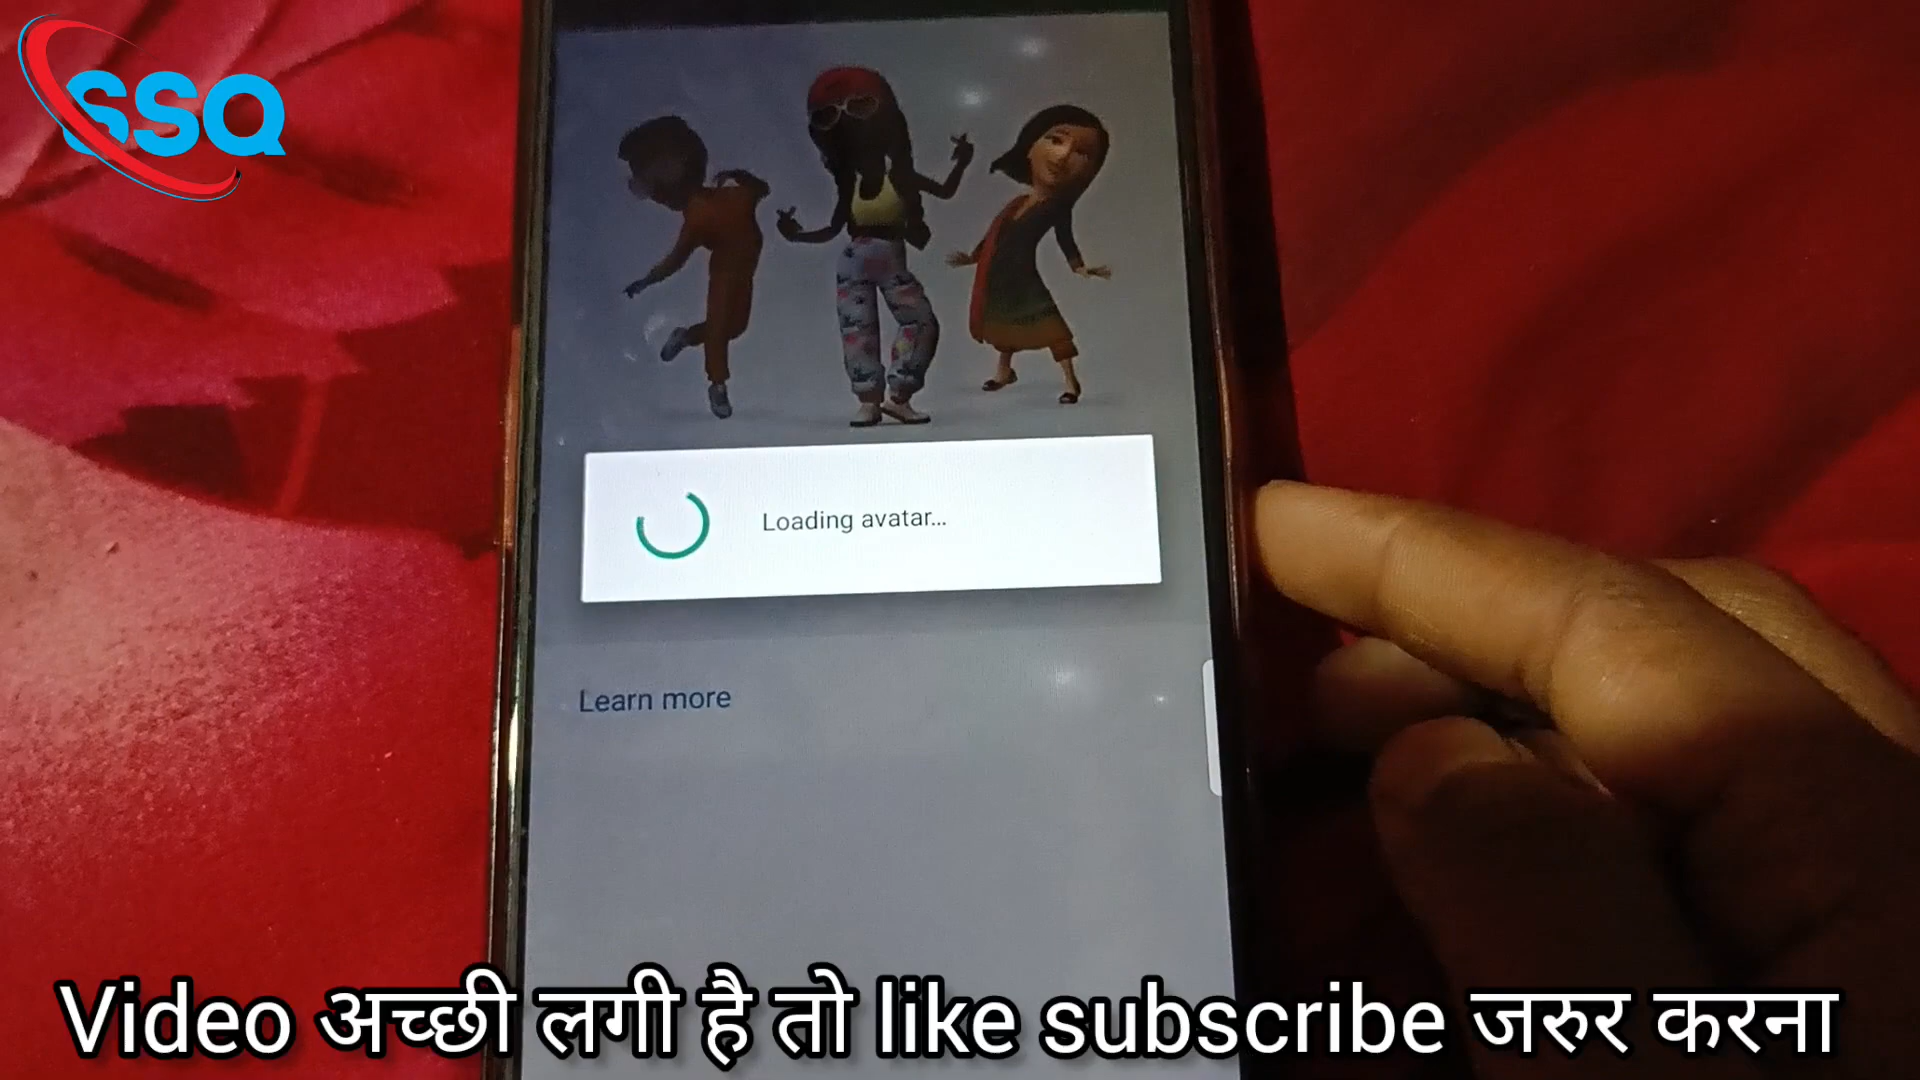 SSQ
Loading avatar...
Learn more
Video अच्छी लगी है तो like subscribe जरुर करना